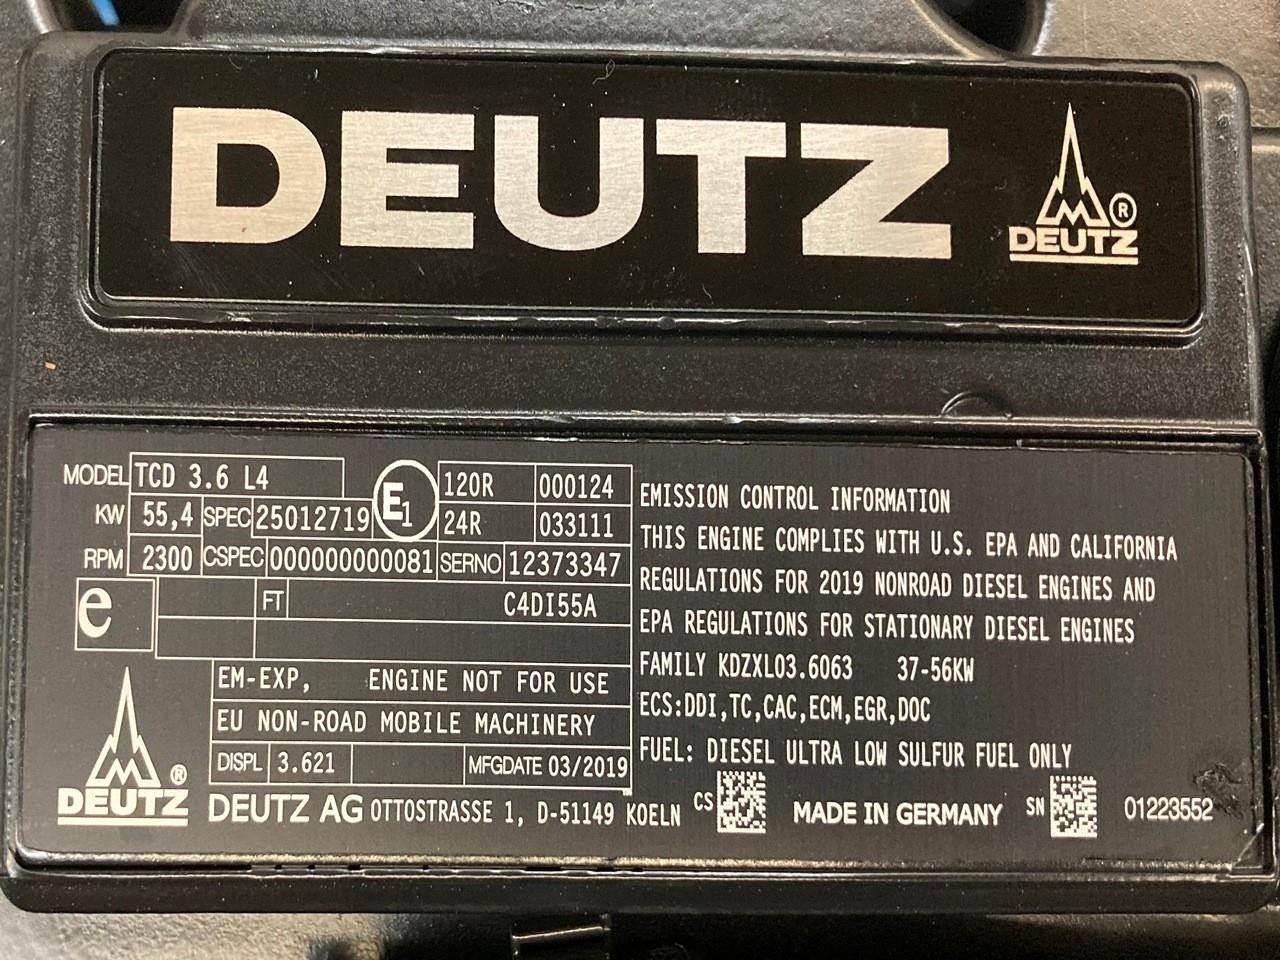 DEUTZ
DEUTZ ®
MODEL TCD 3.6 L4
KW 55,4 SPEC 25012719
RPM 2300 CSPEC 000000000081 SERNO 12373347
E1 120R 000124
24R 033111
e FT C4DI55A
EM-EXP, ENGINE NOT FOR USE
EU NON-ROAD MOBILE MACHINERY
DISPL 3.621 MFGDATE 03/2019
EMISSION CONTROL INFORMATION
THIS ENGINE COMPLIES WITH U.S. EPA AND CALIFORNIA
REGULATIONS FOR 2019 NONROAD DIESEL ENGINES AND
EPA REGULATIONS FOR STATIONARY DIESEL ENGINES
FAMILY KDZXL03.6063 37-56KW
ECS:DDI,TC,CAC,ECM,EGR,DOC
FUEL: DIESEL ULTRA LOW SULFUR FUEL ONLY
DEUTZ ®
DEUTZ AG OTTOSTRASSE 1, D-51149 KOELN CS MADE IN GERMANY SN 01223552